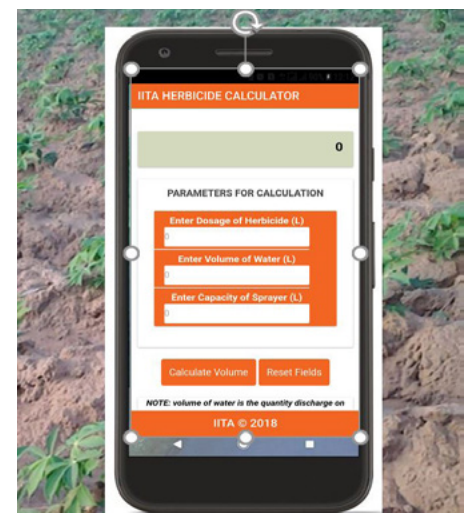 IITA HERBICIDE CALCULATOR
0
PARAMETERS FOR CALCULATION
Enter Dosage of Herbicide (L)
0
Enter Volume of Water (L)
0
Enter Capacity of Sprayer (L)
0
Calculate Volume Reset Fields
NOTE: volume of water is the quantity discharge on
IITA © 2018